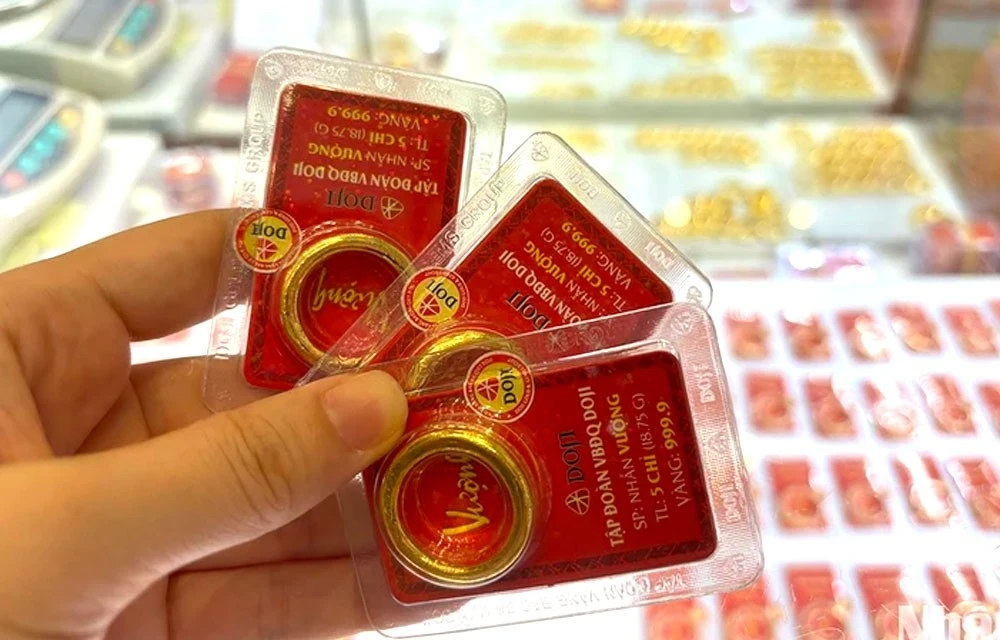 DOJI
TẬP ĐOÀN VBĐQ DOJI
SP: NHẪN VƯỢNG
TL: 5 CHỈ (18.75 G)
VÀNG: 999.9
DOJI
Vượng
DOJI
TẬP ĐOÀN VBĐQ DOJI
SP: NHẪN VƯỢNG
TL: 5 CHỈ (18.75 G)
VÀNG: 999.9
DOJI
DOJI
TẬP ĐOÀN VBĐQ DOJI
SP: NHẪN VƯỢNG
TL: 5 CHỈ (18.75 G)
VÀNG: 999.9
DOJI
Vượng